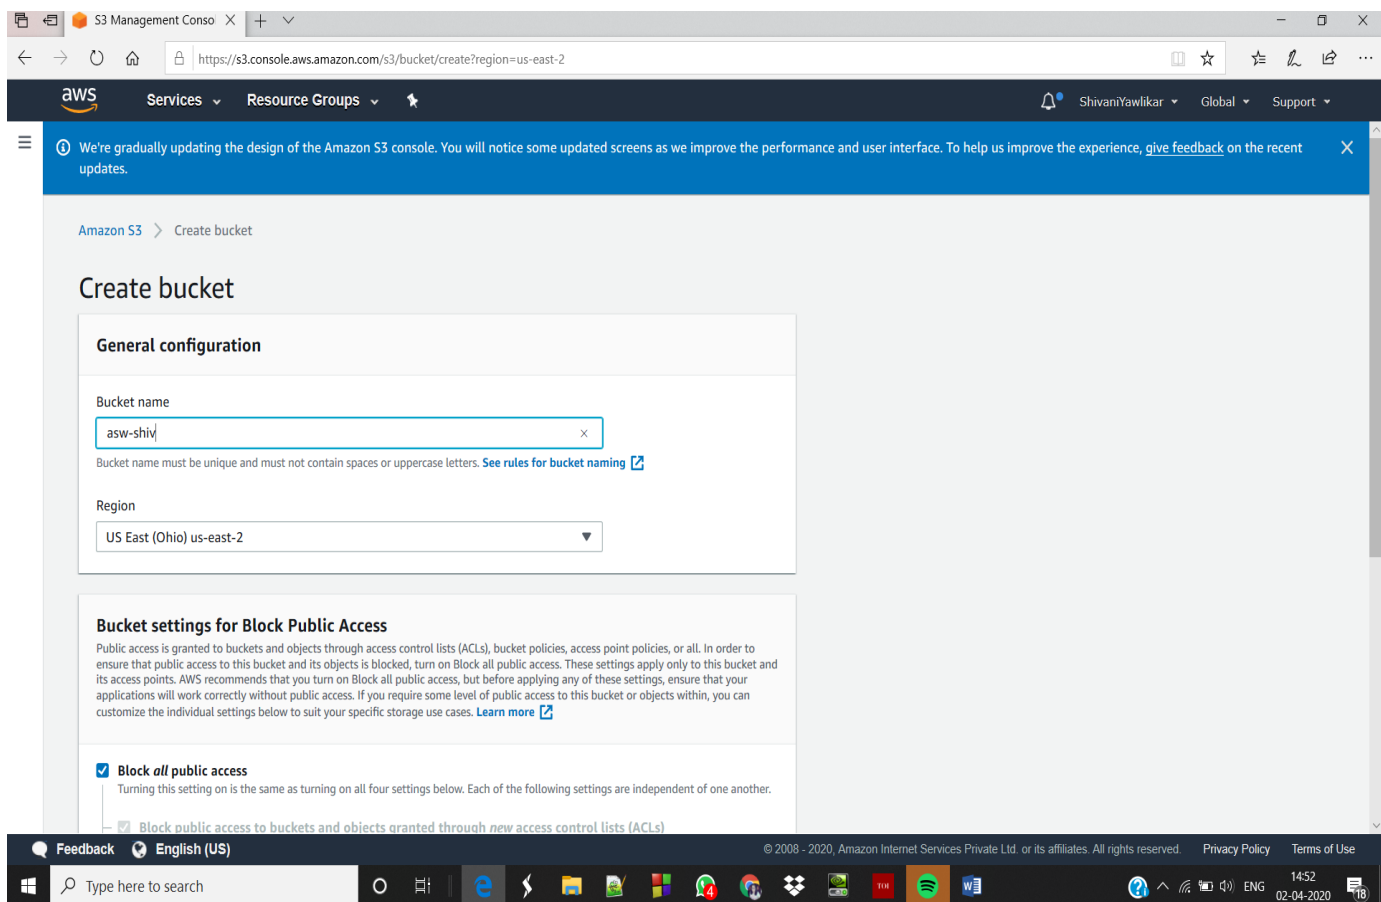 S3 Management Consol
https://s3.console.aws.amazon.com/s3/bucket/create?region=us-east-2
aws Services Resource Groups ShivaniYawlikar Global Support
We're gradually updating the design of the Amazon S3 console. You will notice some updated screens as we improve the performance and user interface. To help us improve the experience, give feedback on the recent
updates.
Amazon S3 Create bucket
Create bucket
General configuration
Bucket name
asw-shiv
Bucket name must be unique and must not contain spaces or uppercase letters. See rules for bucket naming
Region
US East (Ohio) us-east-2
Bucket settings for Block Public Access
Public access is granted to buckets and objects through access control lists (ACLs), bucket policies, access point policies, or all. In order to
ensure that public access to this bucket and its objects is blocked, turn on Block all public access. These settings apply only to this bucket and
its access points. AWS recommends that you turn on Block all public access, but before applying any of these settings, ensure that your
applications will work correctly without public access. If you require some level of public access to this bucket or objects within, you can
customize the individual settings below to suit your specific storage use cases. Learn more
Block all public access
Turning this setting on is the same as turning on all four settings below. Each of the following settings are independent of one another.
Block public access to buckets and objects granted through new access control lists (ACLs)
Feedback English (US) © 2008 - 2020, Amazon Internet Services Private Ltd. or its affiliates. All rights reserved. Privacy Policy Terms of Use
Type here to search
4
TOI
ENG
14:52
02-04-2020
18